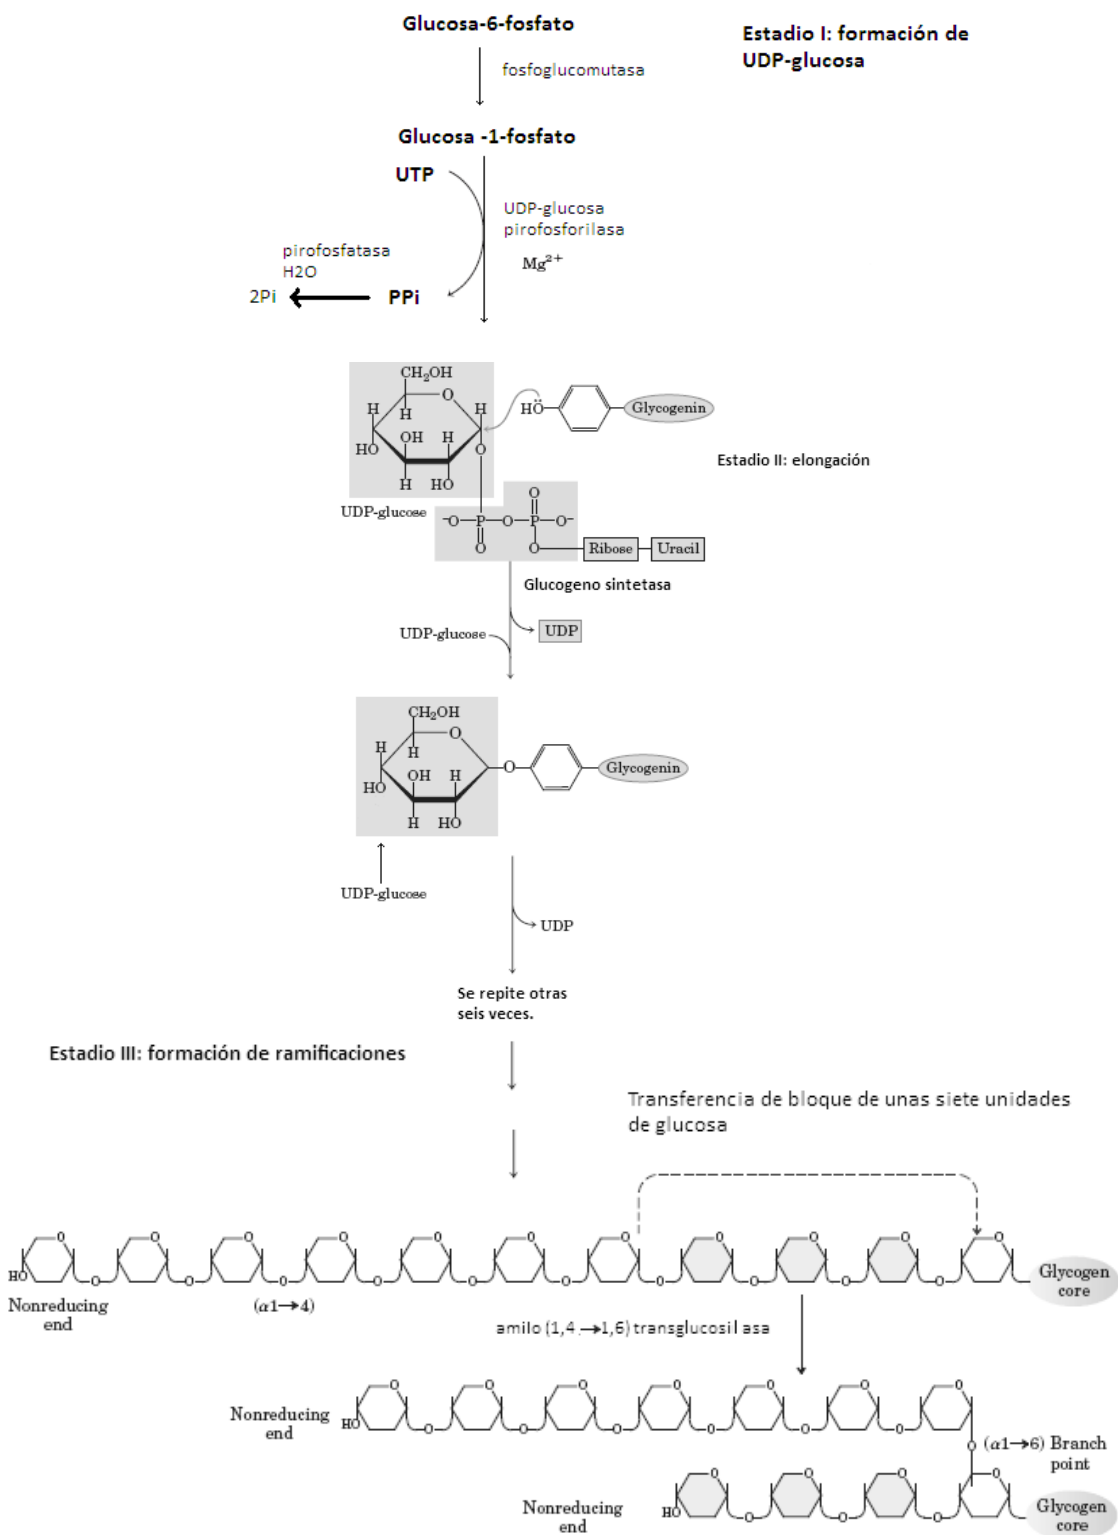 Glucosa-6-fosfato
Estadio I: formación de
UDP-glucosa
fosfoglucomutasa
Glucosa -1-fosfato
UTP
UDP-glucosa
pirofosforilasa
Mg²⁺
pirofosfatasa
H2O
2Pi
PPi
CH₂OH
O
H
H
H
OH
H
HO
H
HO
O
HÖ
Glycogenin
Estadio II: elongación
UDP-glucose
O
O
⁻O—P—O—P—O⁻
O
O
Ribose
Uracil
Glucogeno sintetasa
UDP-glucose
UDP
CH₂OH
O
H
H
OH
H
HO
H
HO
O
Glycogenin
UDP-glucose
UDP
Se repite otras
seis veces.
Estadio III: formación de ramificaciones
Transferencia de bloque de unas siete unidades
de glucosa
O O O O O O O O O O O
HO O O O O O O O O O O
Glycogen
core
Nonreducing
end
(α1→4)
amilo (1,4 →1,6) transglucosilasa
O O O O O O O
Nonreducing
end
HO O O O O O O
O
(α1→6) Branch
point
O O O O
Nonreducing
end
HO O O O
Glycogen
core